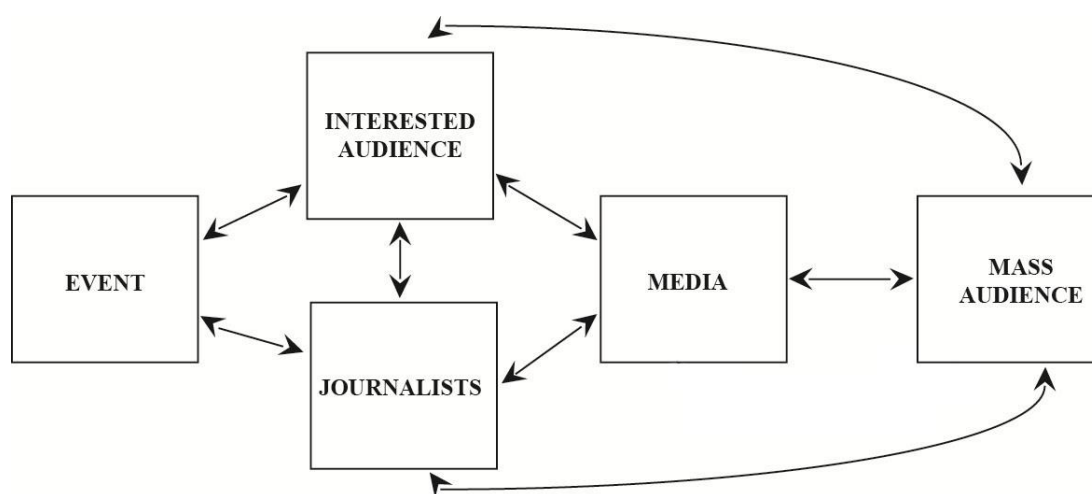 INTERESTED
AUDIENCE
EVENT
MEDIA
MASS
AUDIENCE
JOURNALISTS